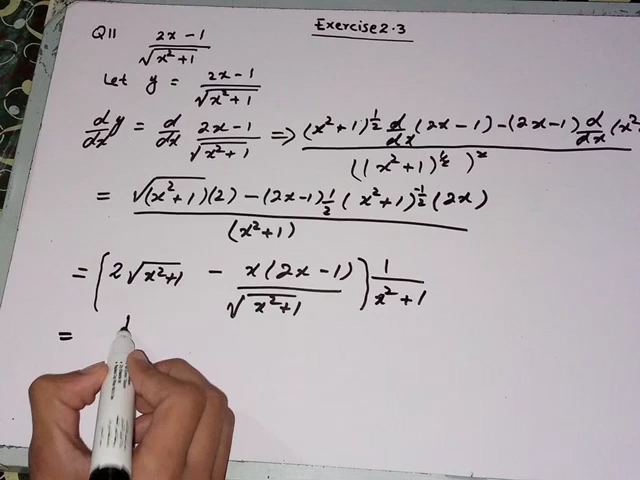 Exercise 2.3
Q11 2x-1/√(x²+1)
Let y = 2x-1/√(x²+1)
d/dx y = d/dx 2x-1/√(x²+1) ⇒ (x²+1)^1/2 d/dx (2x-1) - (2x-1) d/dx (x² / ((x²+1)^1/2)²
= √(x²+1) (2) - (2x-1) 1/2 (x²+1)^-1/2 (2x) / (x²+1)
= (2√(x²+1) - x(2x-1)/√(x²+1)) 1/x²+1
=